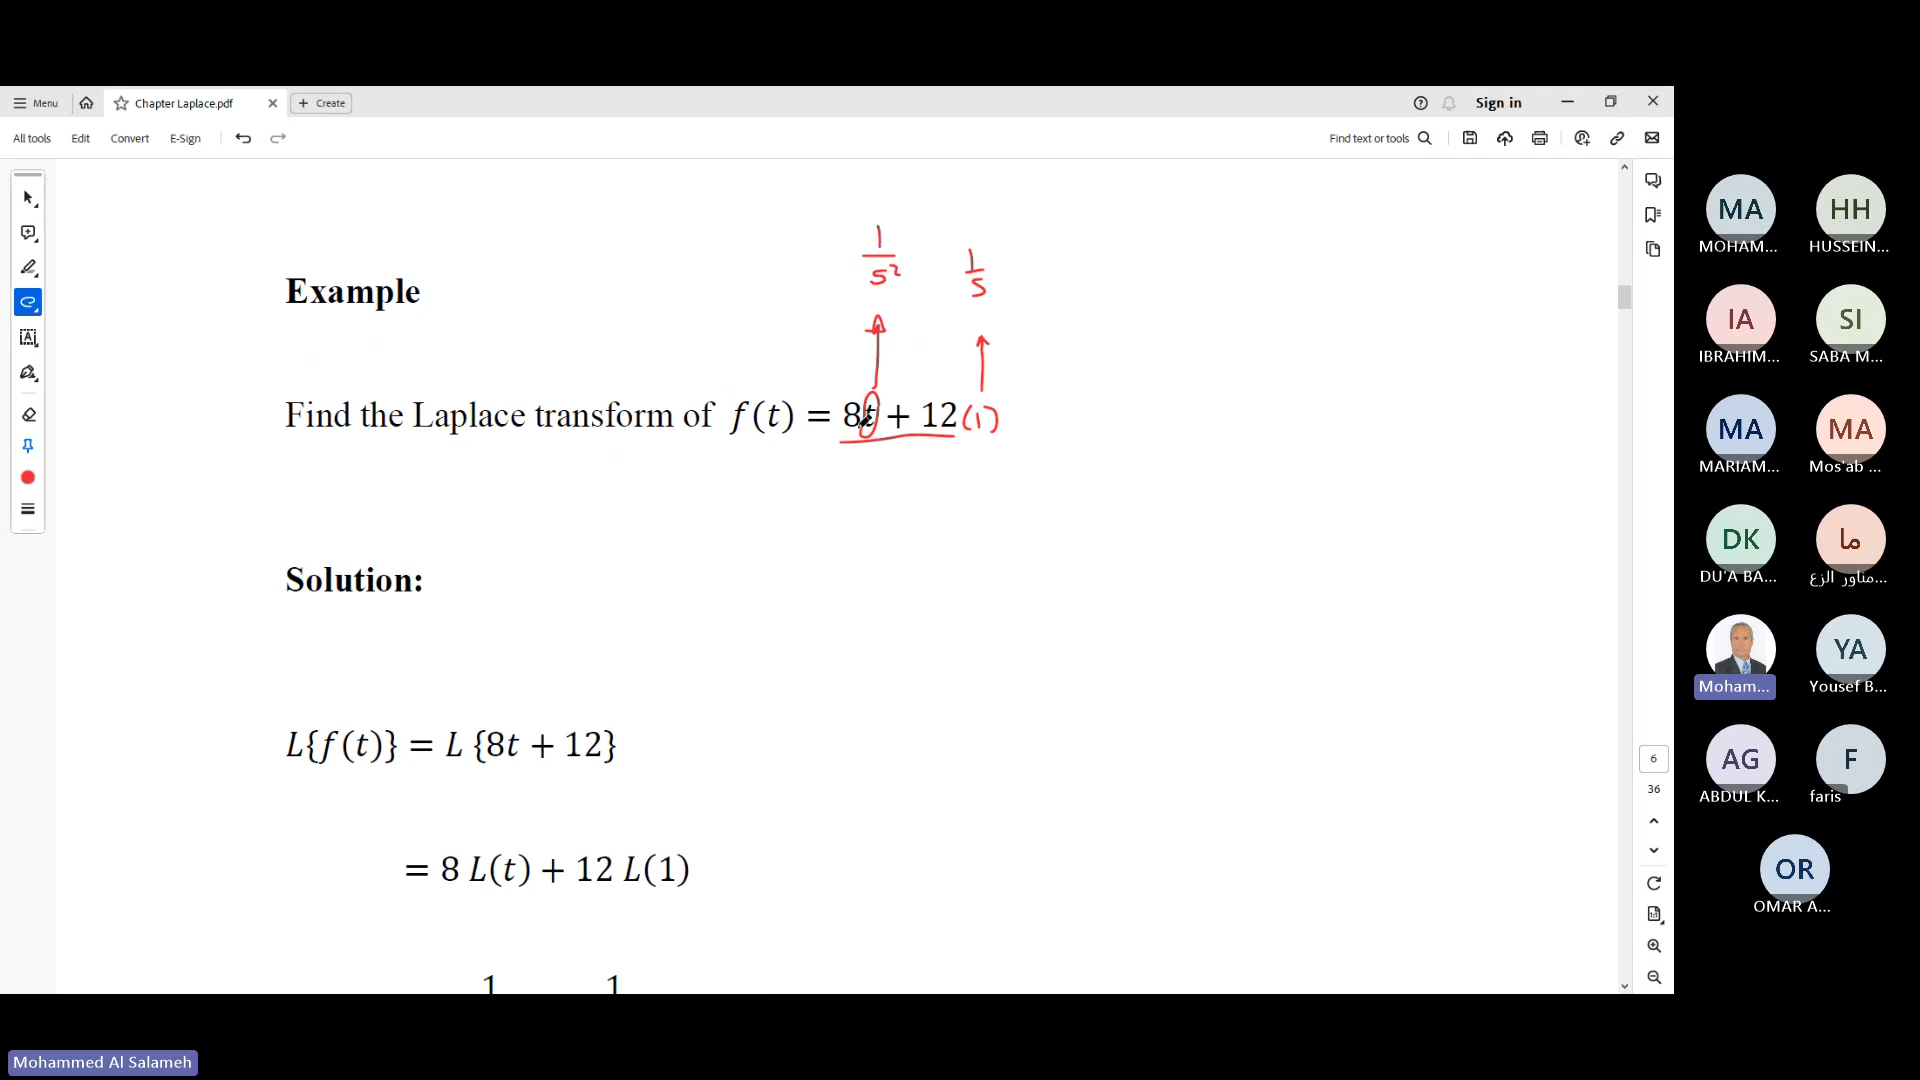 Menu
Chapter Laplace.pdf
Create
Sign in
All tools
Edit
Convert
E-Sign
Find text or tools
1
s²
1
s
Example
Find the Laplace transform of f(t) = 8t + 12 (1)
Solution:
L{f(t)} = L {8t + 12}
= 8 L(t) + 12 L(1)
1 1
6
36
MA
MOHAM...
HH
HUSSEIN...
IA
IBRAHIM...
SI
SABA M...
MA
MARIAM...
MA
Mos'ab ...
DK
DU'A BA...
ما
مناور الزع...
Moham...
YA
Yousef B...
AG
ABDUL K...
F
faris
OR
OMAR A...
Mohammed Al Salameh